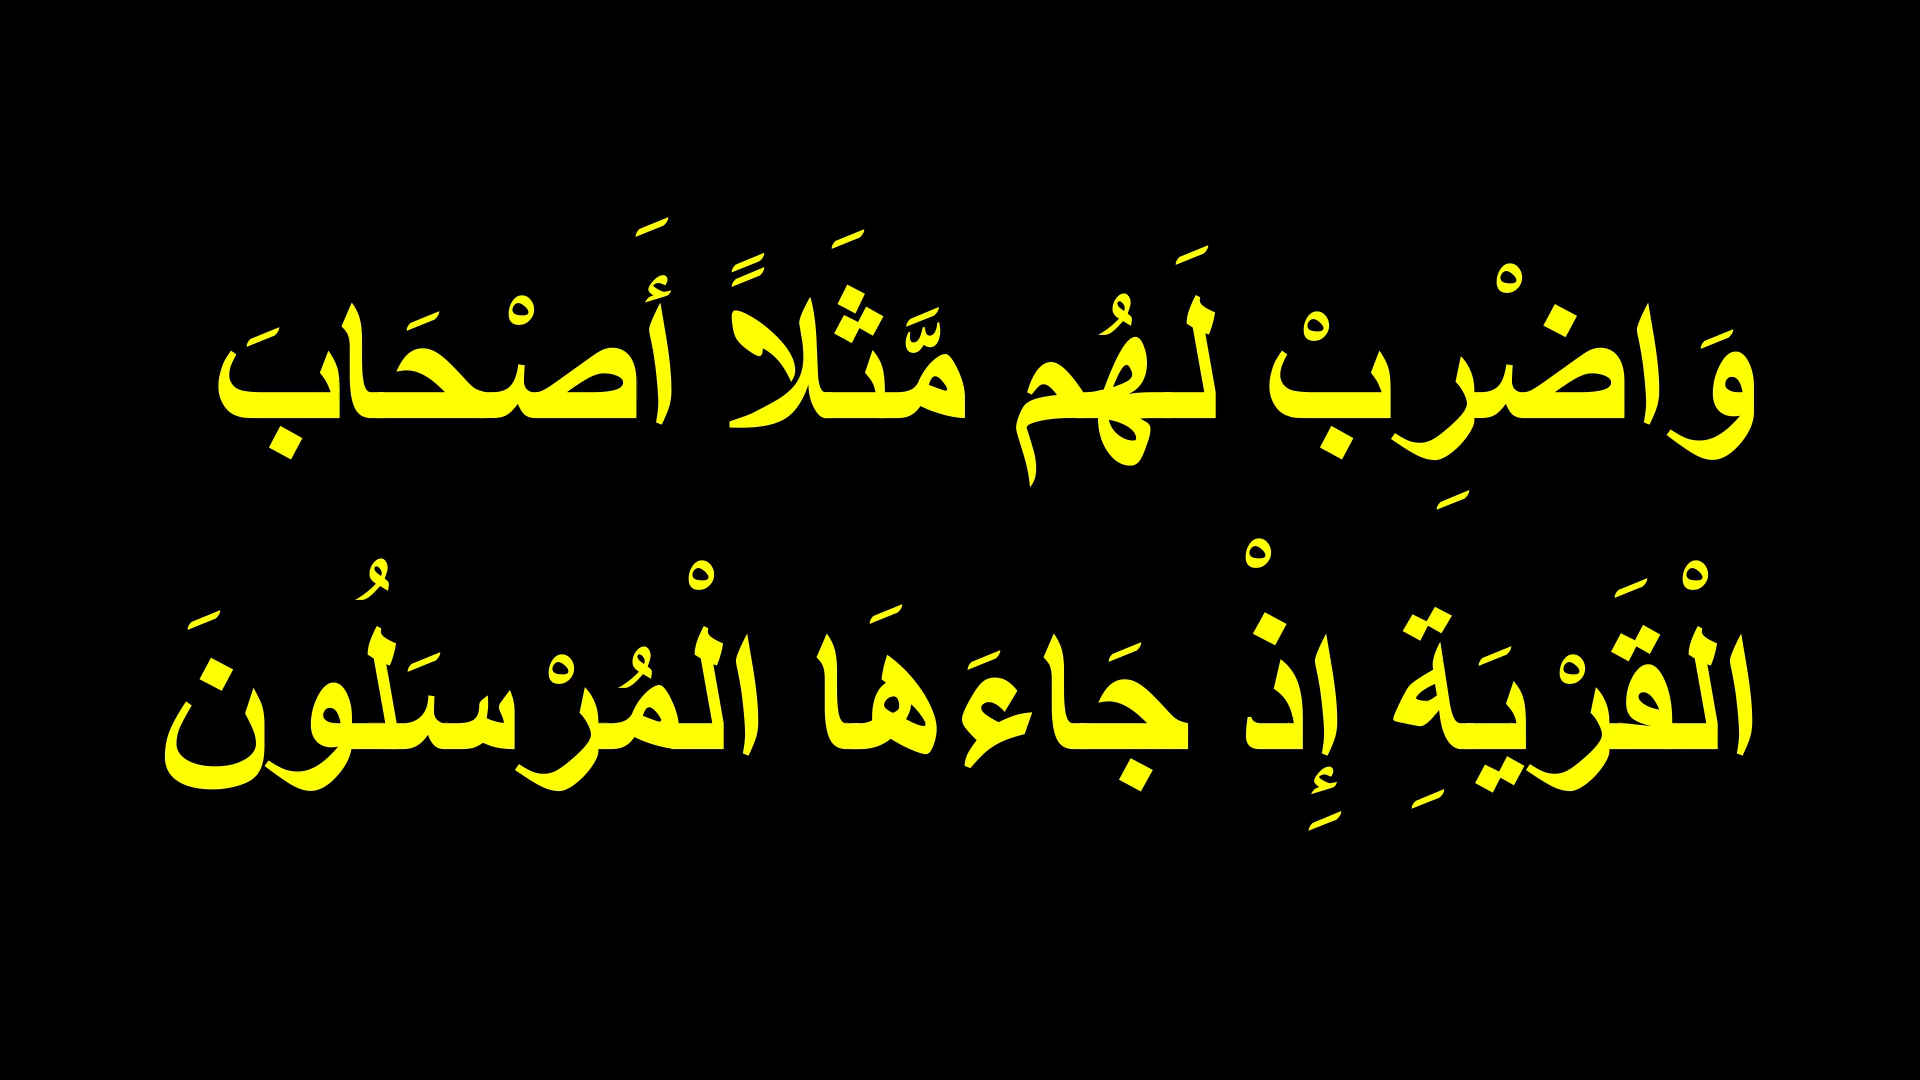 وَاضْرِبْ لَهُم مَّثَلاً أَصْحَابَ
الْقَرْيَةِ إِذْ جَاءَهَا الْمُرْسَلُونَ